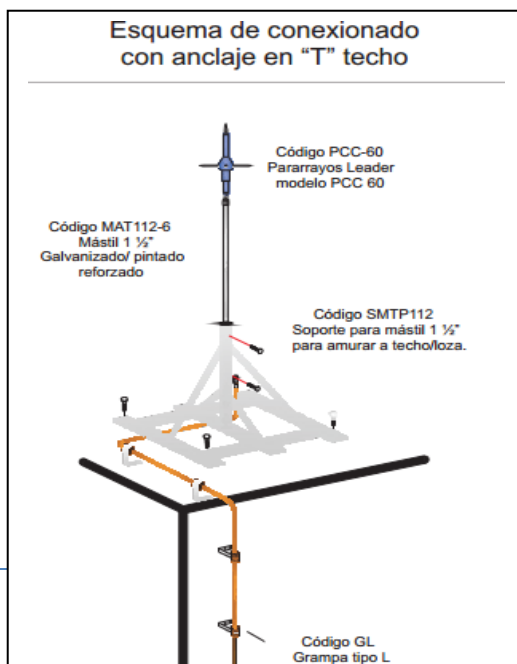 Esquema de conexionado
con anclaje en “T” techo
Código PCC-60
Pararrayos Leader
modelo PCC 60
Código MAT112-6
Mástil 1 ½”
Galvanizado/ pintado
reforzado
Código SMTP112
Soporte para mástil 1 ½”
para amurar a techo/loza.
Código GL
Grampa tipo L